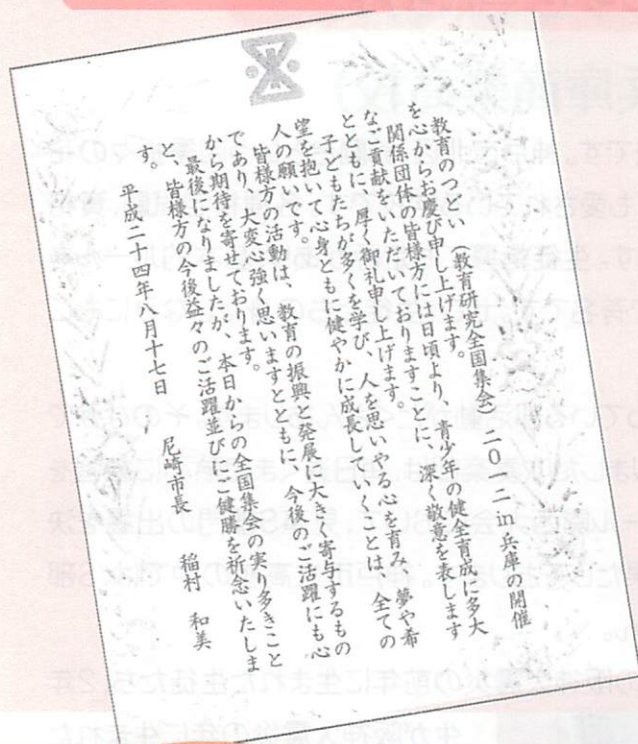 教育のつどい（教育研究全国集会）二〇一二in兵庫の開催
を心からお慶び申し上げます。
関係団体の皆様方には日頃より、青少年の健全育成に多大
なご貢献をいただいておりますことに、深く敬意を表します
とともに、厚く御礼申し上げます。
子どもたちが多くを学び、人を思いやる心を育み、夢や希
望を抱いて心身ともに健やかに成長していくことは、全ての
人の願いです。
皆様方の活動は、教育の振興と発展に大きく寄与するもの
であり、大変心強く思いますとともに、今後のご活躍にも心
から期待を寄せております。
最後になりましたが、本日からの全国集会の実り多きこと
と、皆様方の今後益々のご活躍並びにご健勝を祈念いたしま
す。
平成二十四年八月十七日
尼崎市長 稲村 和美